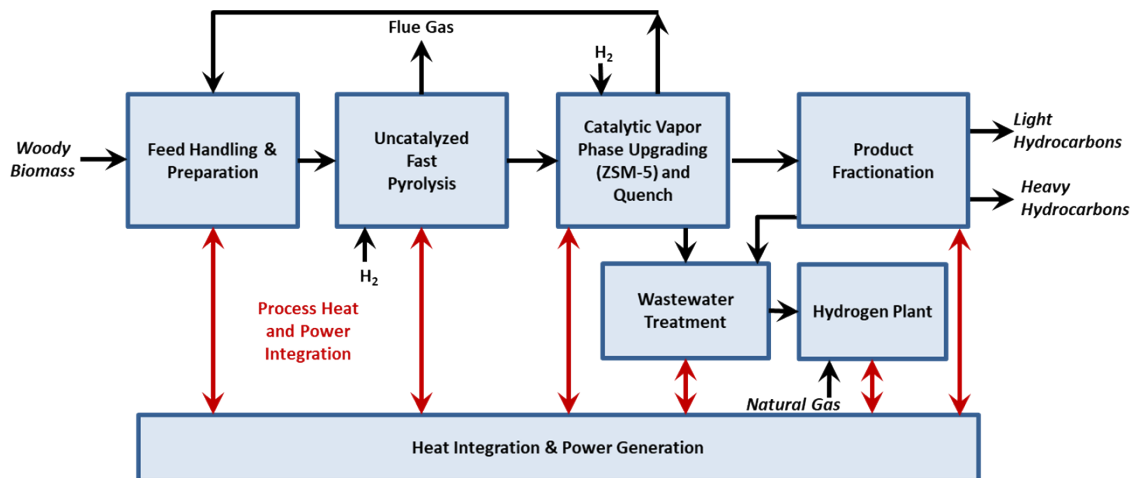 Flue Gas
H2
Woody
Biomass
Feed Handling &
Preparation
Uncatalyzed
Fast
Pyrolysis
Catalytic Vapor
Phase Upgrading
(ZSM-5) and
Quench
Product
Fractionation
Light
Hydrocarbons
Heavy
Hydrocarbons
H2
Process Heat
and Power
Integration
Wastewater
Treatment
Hydrogen Plant
Natural Gas
Heat Integration & Power Generation